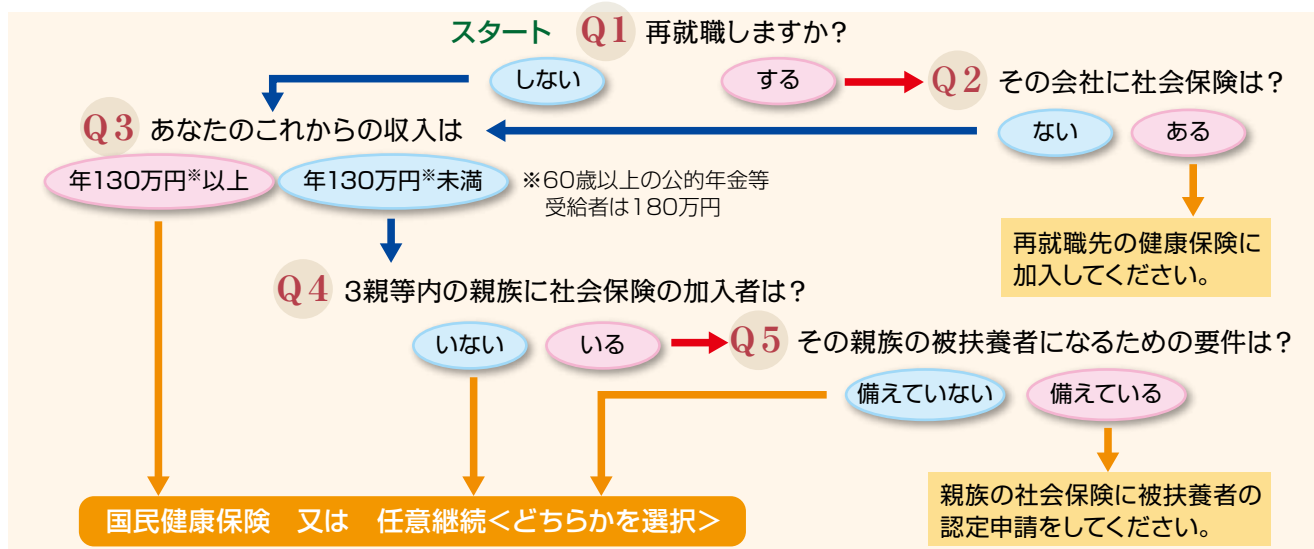 スタート Q1 再就職しますか?
しない する
Q2 その会社に社会保険は?
ない ある
Q3 あなたのこれからの収入は
年130万円※以上 年130万円※未満
※60歳以上の公的年金等
受給者は180万円
再就職先の健康保険に
加入してください。
Q4 3親等内の親族に社会保険の加入者は?
いない いる
Q5 その親族の被扶養者になるための要件は?
備えていない 備えている
国民健康保険 又は 任意継続<どちらかを選択>
親族の社会保険に被扶養者の
認定申請をしてください。